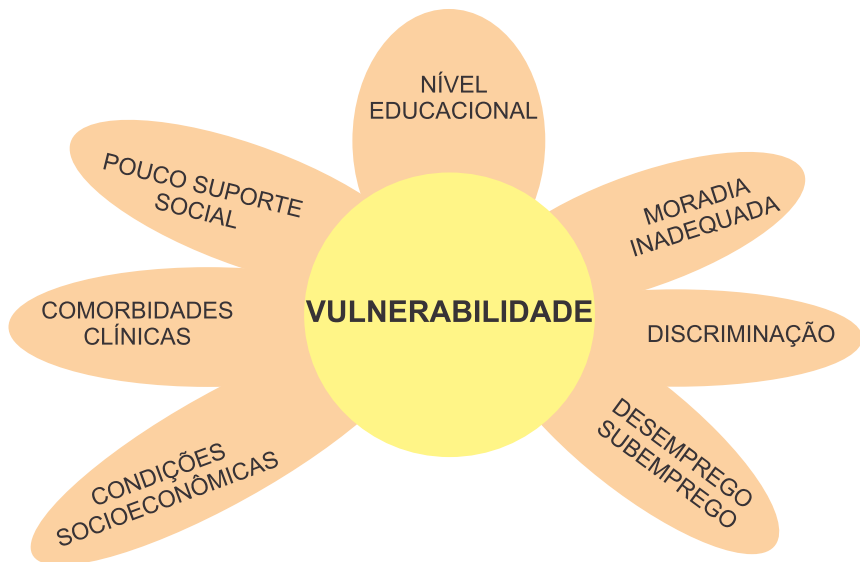 NÍVEL
EDUCACIONAL
POUCO SUPORTE
SOCIAL
MORADIA
INADEQUADA
COMORBIDADES
CLÍNICAS
VULNERABILIDADE
DISCRIMINAÇÃO
CONDIÇÕES
SOCIOECONÔMICAS
DESEMPREGO
SUBEMPREGO